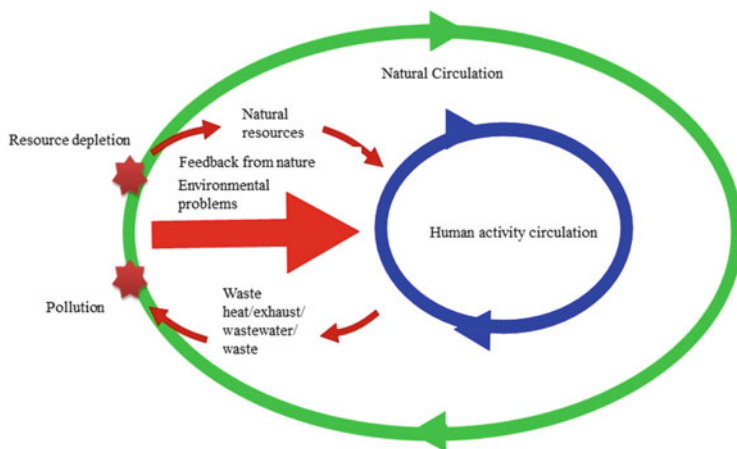 Natural Circulation
Natural
resources
Resource depletion
Feedback from nature
Environmental
problems
Human activity circulation
Waste
heat/exhaust/
wastewater/
waste
Pollution